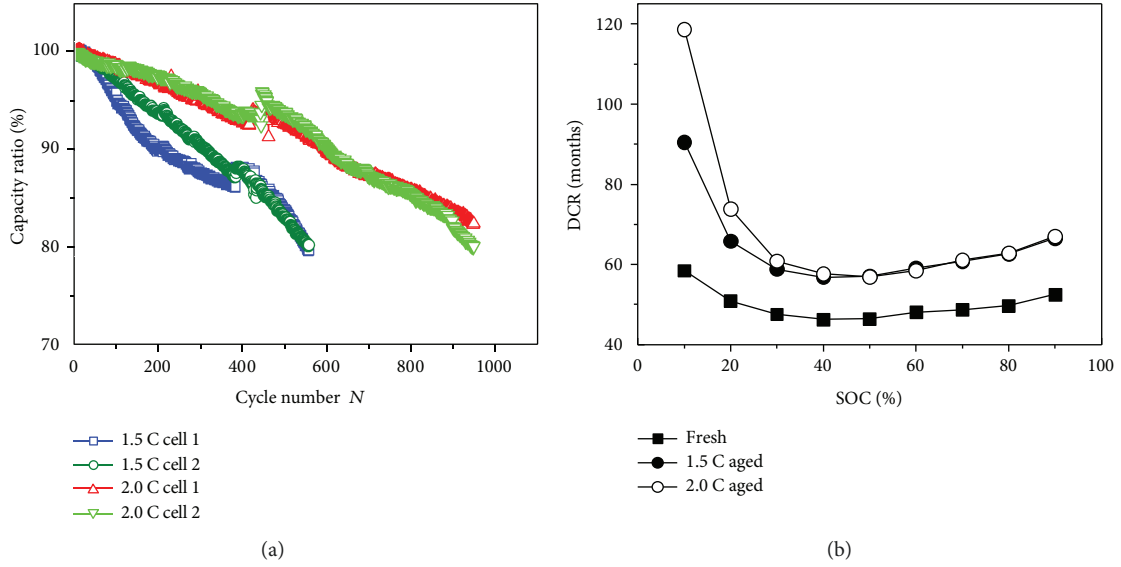 100
90
80
70
Capacity ratio (%)
0
200
400
600
800
1000
Cycle number N
1.5 C cell 1
1.5 C cell 2
2.0 C cell 1
2.0 C cell 2
(a)
120
100
80
60
40
DCR (months)
0
20
40
60
80
100
SOC (%)
Fresh
1.5 C aged
2.0 C aged
(b)